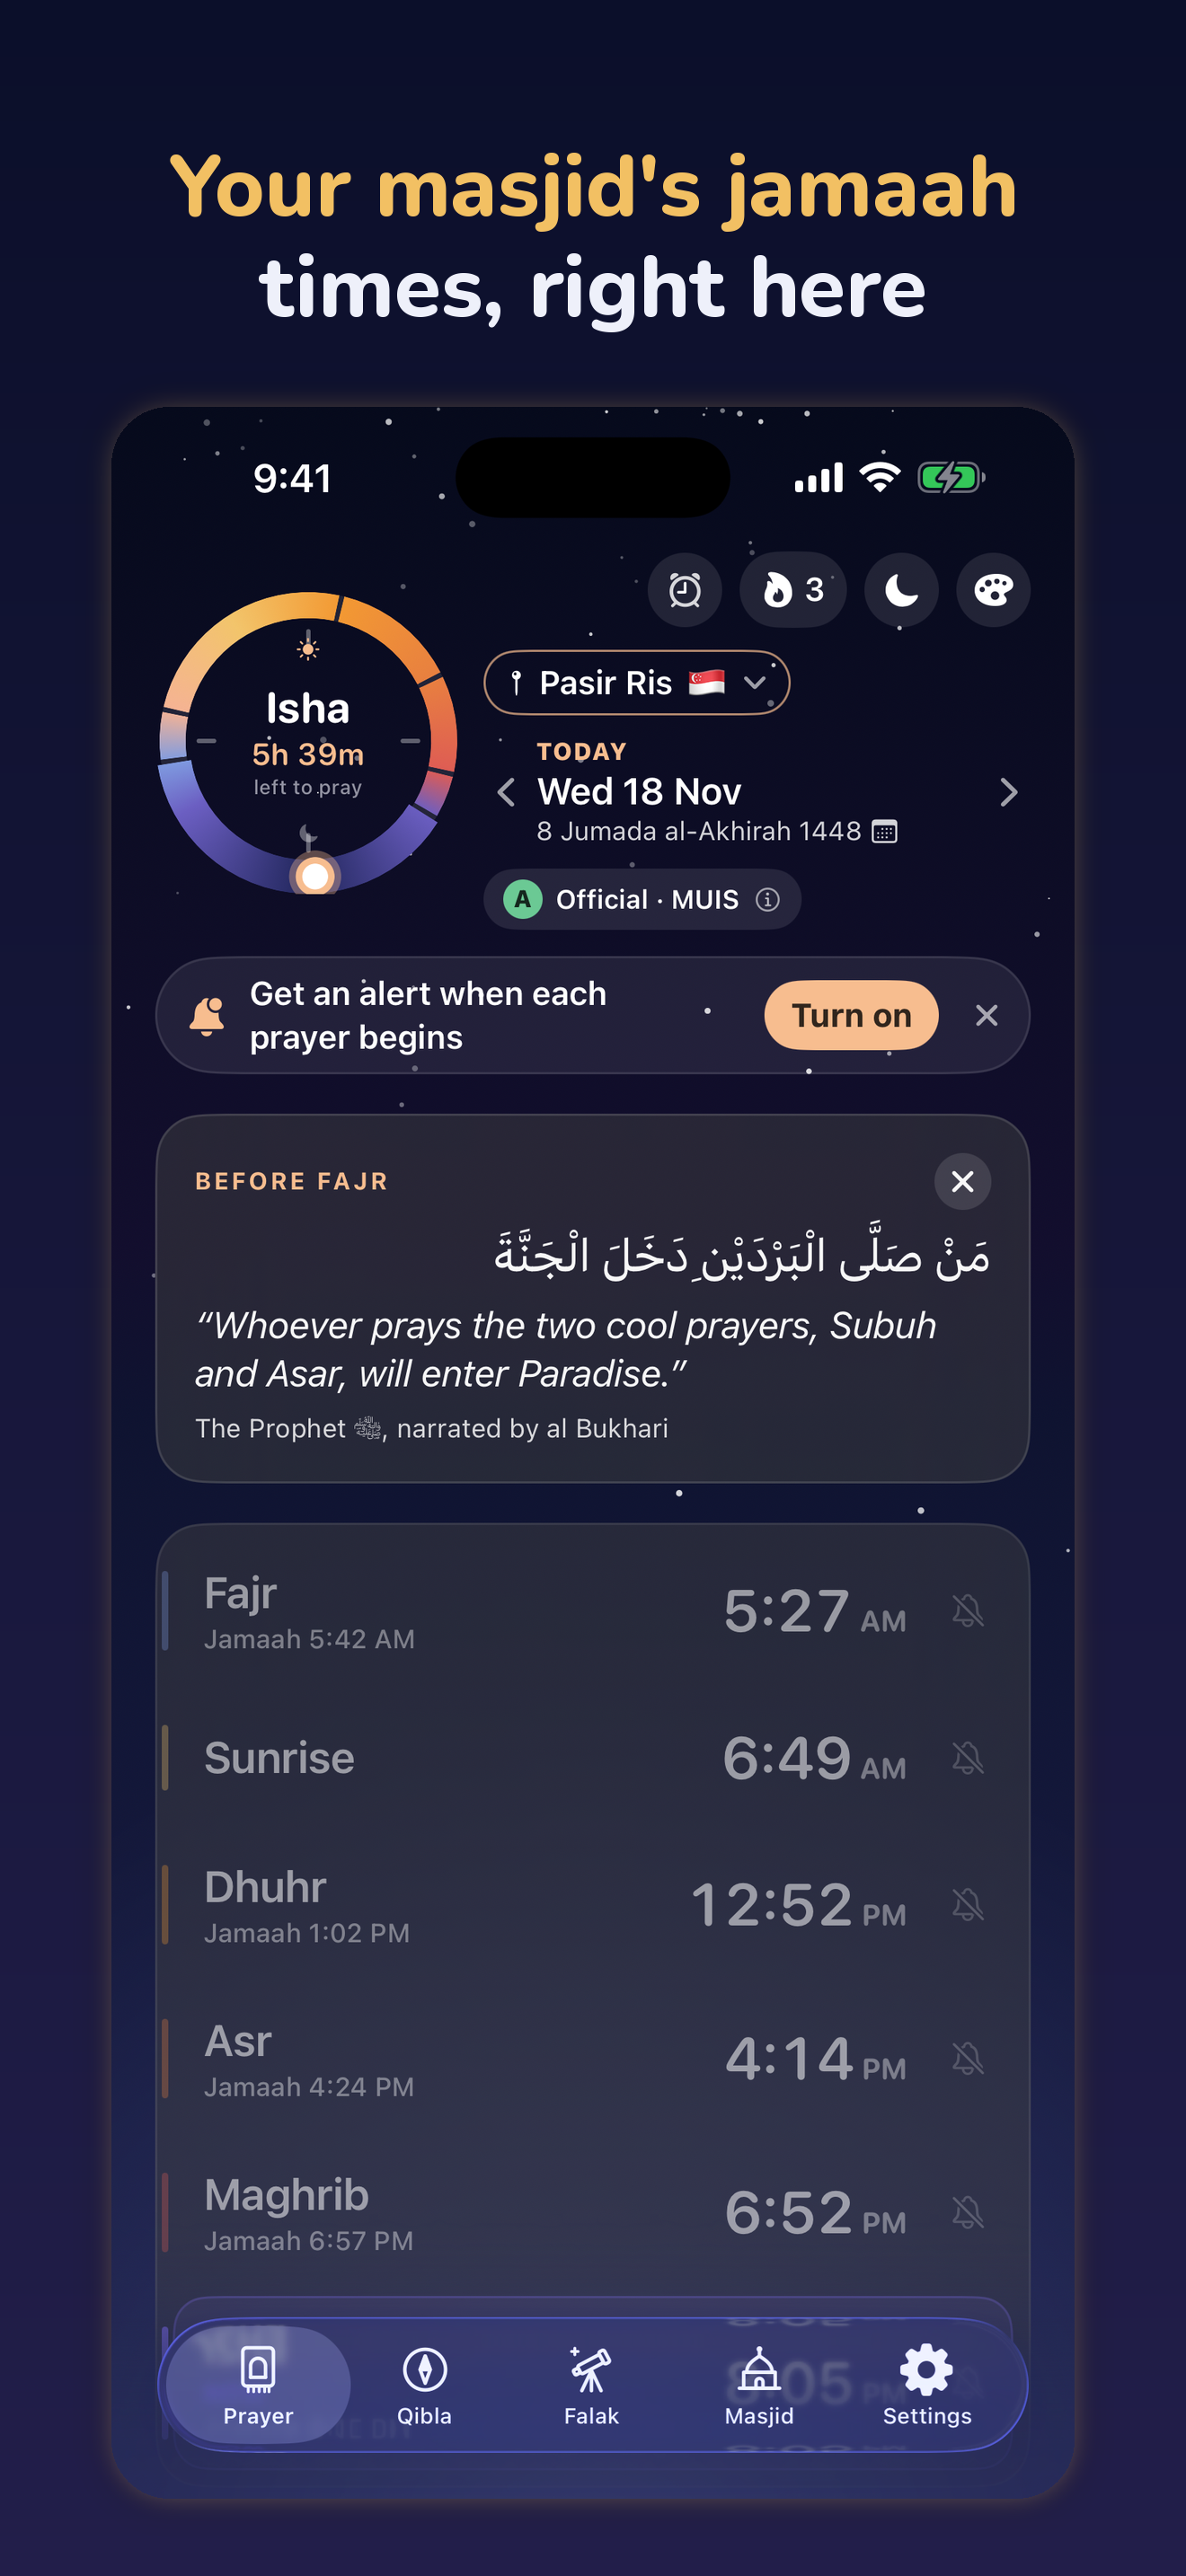 Your masjid's jamaah
times, right here
9:41
3
Isha
5h 39m
left to pray
Pasir Ris 🇸🇬
TODAY
Wed 18 Nov
8 Jumada al-Akhirah 1448
A Official · MUIS
Get an alert when each
prayer begins
Turn on
BEFORE FAJR
مَنْ صَلَّى الْبَرْدَيْنِ دَخَلَ الْجَنَّةَ
“Whoever prays the two cool prayers, Subuh
and Asar, will enter Paradise.”
The Prophet ﷺ, narrated by al Bukhari
Fajr
Jamaah 5:42 AM
5:27 AM
Sunrise
6:49 AM
Dhuhr
Jamaah 1:02 PM
12:52 PM
Asr
Jamaah 4:24 PM
4:14 PM
Maghrib
Jamaah 6:57 PM
6:52 PM
8:05 PM
Prayer
Qibla
Falak
Masjid
Settings